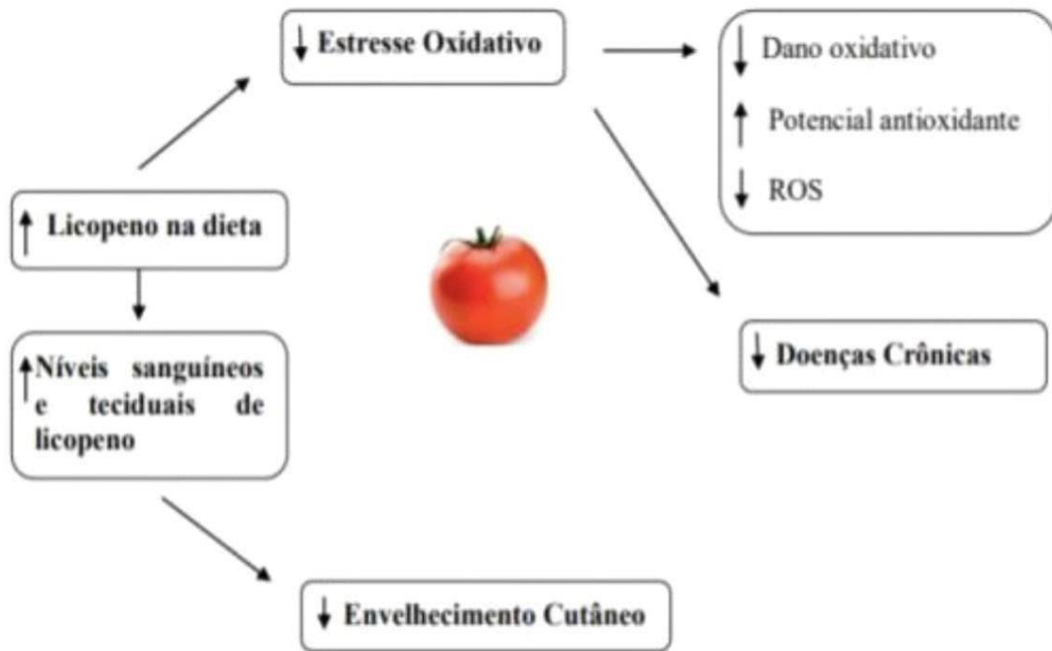 ↓ Estresse Oxidativo
↓ Dano oxidativo
↑ Potencial antioxidante
↓ ROS
↑ Licopeno na dieta
↑ Níveis sanguíneos
e teciduais de
licopeno
↓ Doenças Crônicas
↓ Envelhecimento Cutâneo